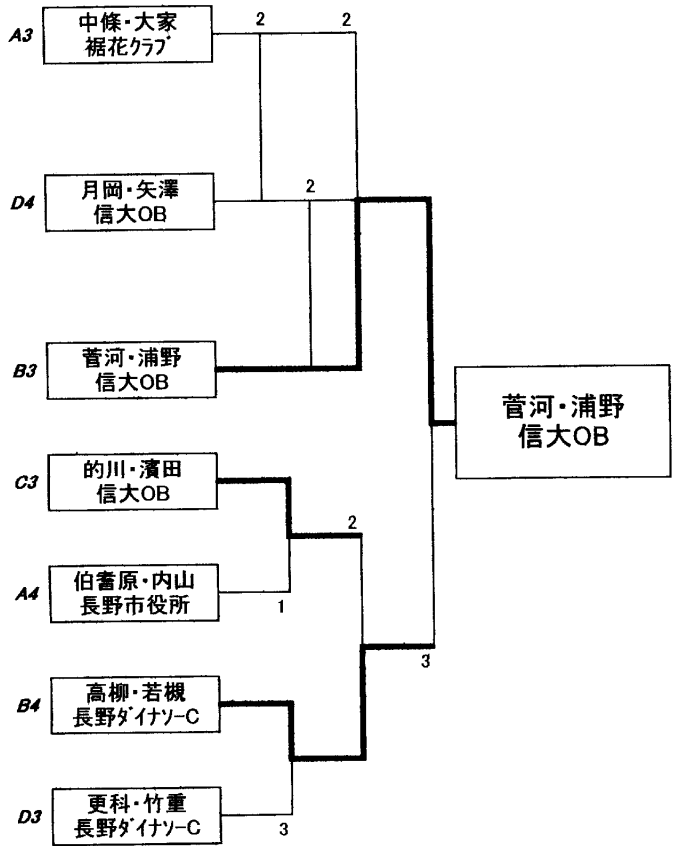 2 2
A3 中條・大家
裾花クラブ
D4 月岡・矢澤 2
信大OB
B3 菅河・浦野
信大OB
菅河・浦野
信大OB
C3 的川・濱田
信大OB
2
A4 伯耆原・内山
長野市役所 1
3
B4 高柳・若槻
長野ダイナソーC
D3 更科・竹重
長野ダイナソーC 3